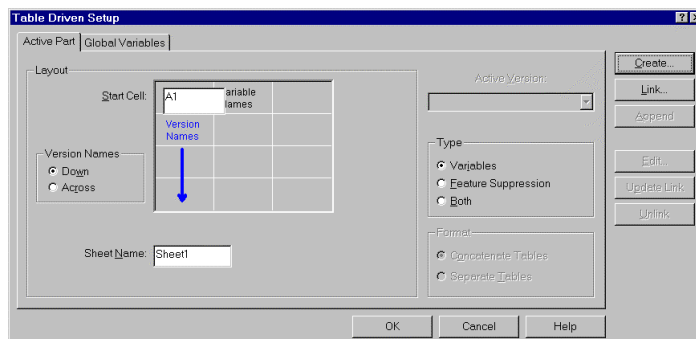 Table Driven Setup
Active Part
Global Variables
Layout
Start Cell:
A1
ariable
lames
Version
Names
Version Names
Down
Across
Sheet Name:
Sheet1
Active Version:
Type
Variables
Feature Suppression
Both
Format
Concatenate Tables
Separate Tables
Create...
Link...
Append
Edit...
Update Link
Unlink
OK
Cancel
Help